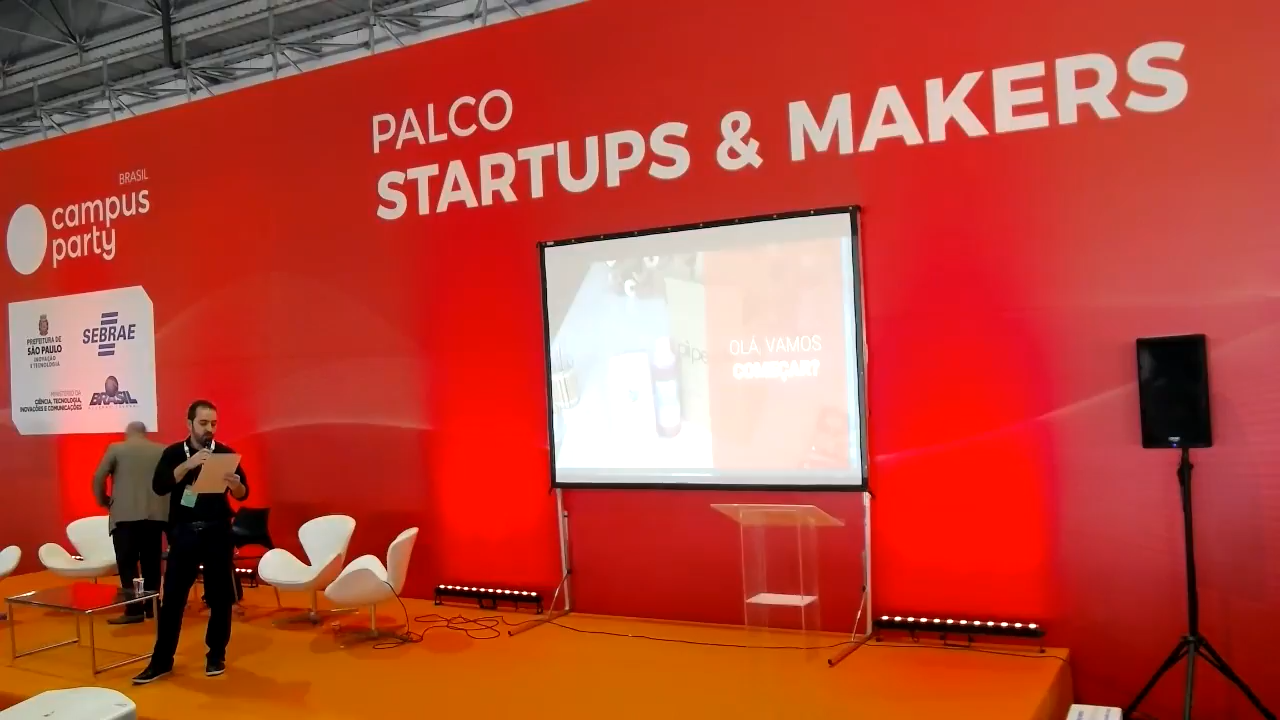 PALCO
STARTUPS & MAKERS
BRASIL
campus
party
PREFEITURA DE
SÃO PAULO
INOVAÇÃO
E TECNOLOGIA
SEBRAE
MINISTÉRIO DA
CIÊNCIA, TECNOLOGIA,
INOVAÇÕES E COMUNICAÇÕES
BRASIL
OLÁ, VAMOS
COMEÇAR?